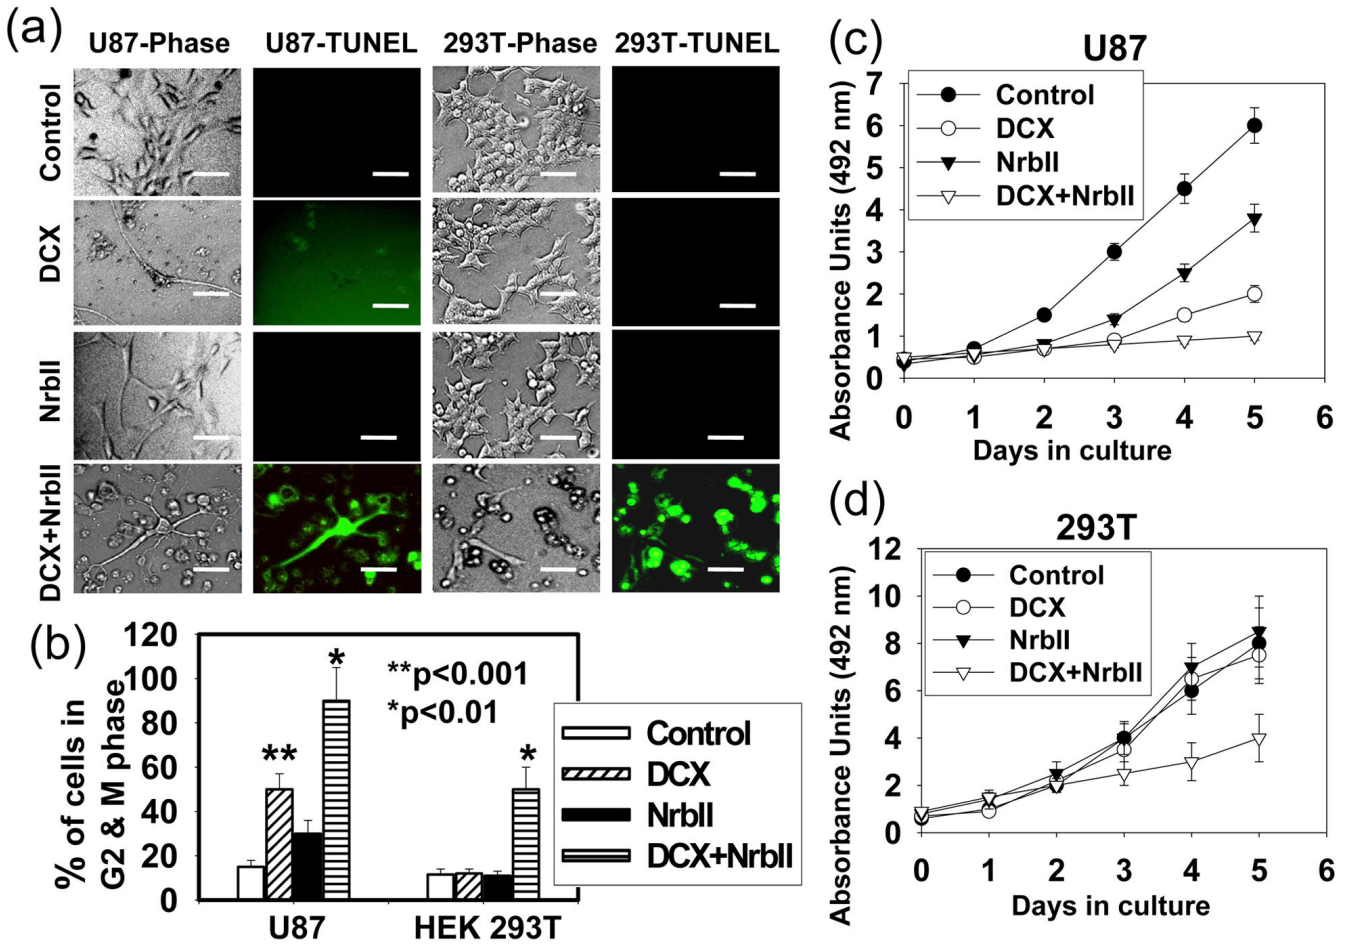 (a)
U87-Phase U87-TUNEL 293T-Phase 293T-TUNEL
Control
DCX
NrbII
DCX+NrbII
(b)
% of cells in
G2 & M phase
120
100
80
60
40
20
0
**
*
*
**p<0.001
*p<0.01
Control
DCX
NrbII
DCX+NrbII
U87 HEK 293T
(c)
U87
Absorbance Units (492 nm)
7
6
5
4
3
2
1
0
Control
DCX
NrbII
DCX+NrbII
0 1 2 3 4 5 6
Days in culture
(d)
293T
Absorbance Units (492 nm)
12
10
8
6
4
2
0
Control
DCX
NrbII
DCX+NrbII
0 1 2 3 4 5 6
Days in culture